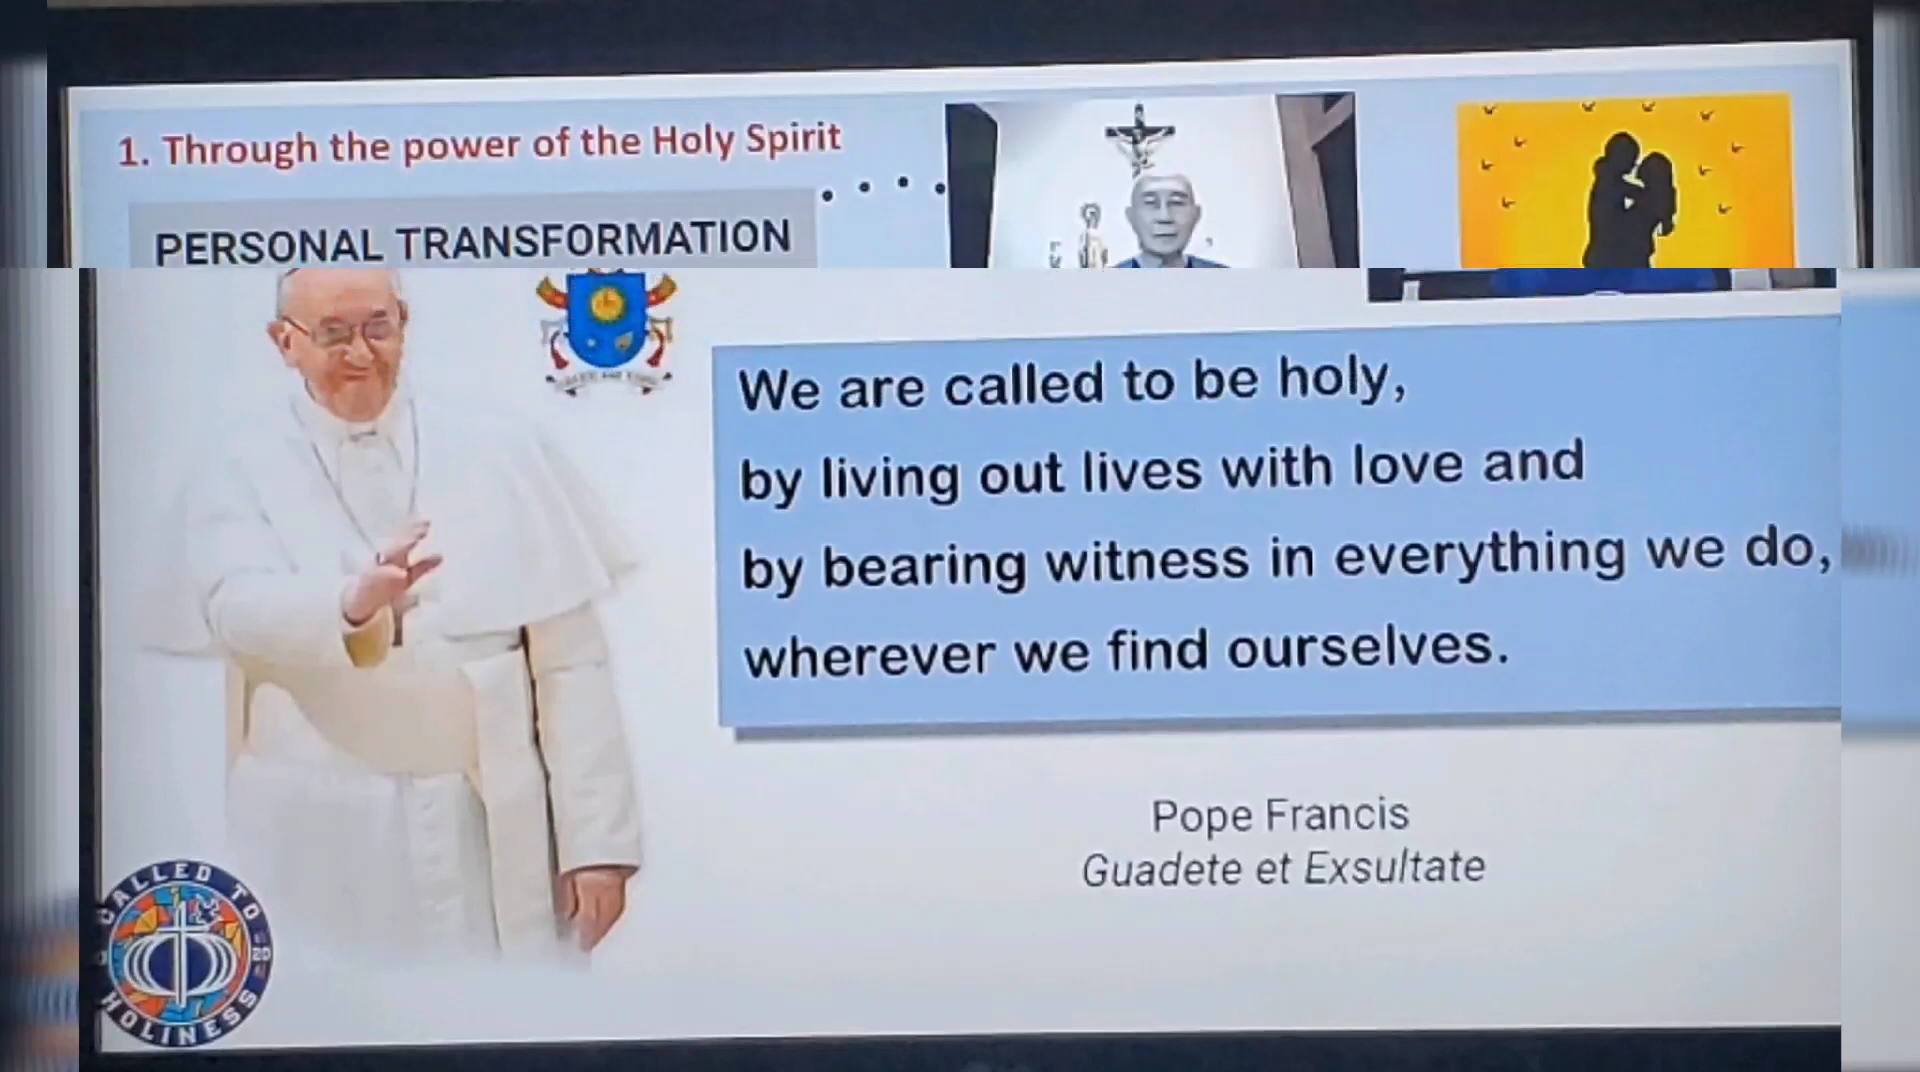 1. Through the power of the Holy Spirit
PERSONAL TRANSFORMATION
We are called to be holy,
by living out lives with love and
by bearing witness in everything we do,
wherever we find ourselves.
Pope Francis
Guadete et Exsultate
CALLED TO
HOLINESS